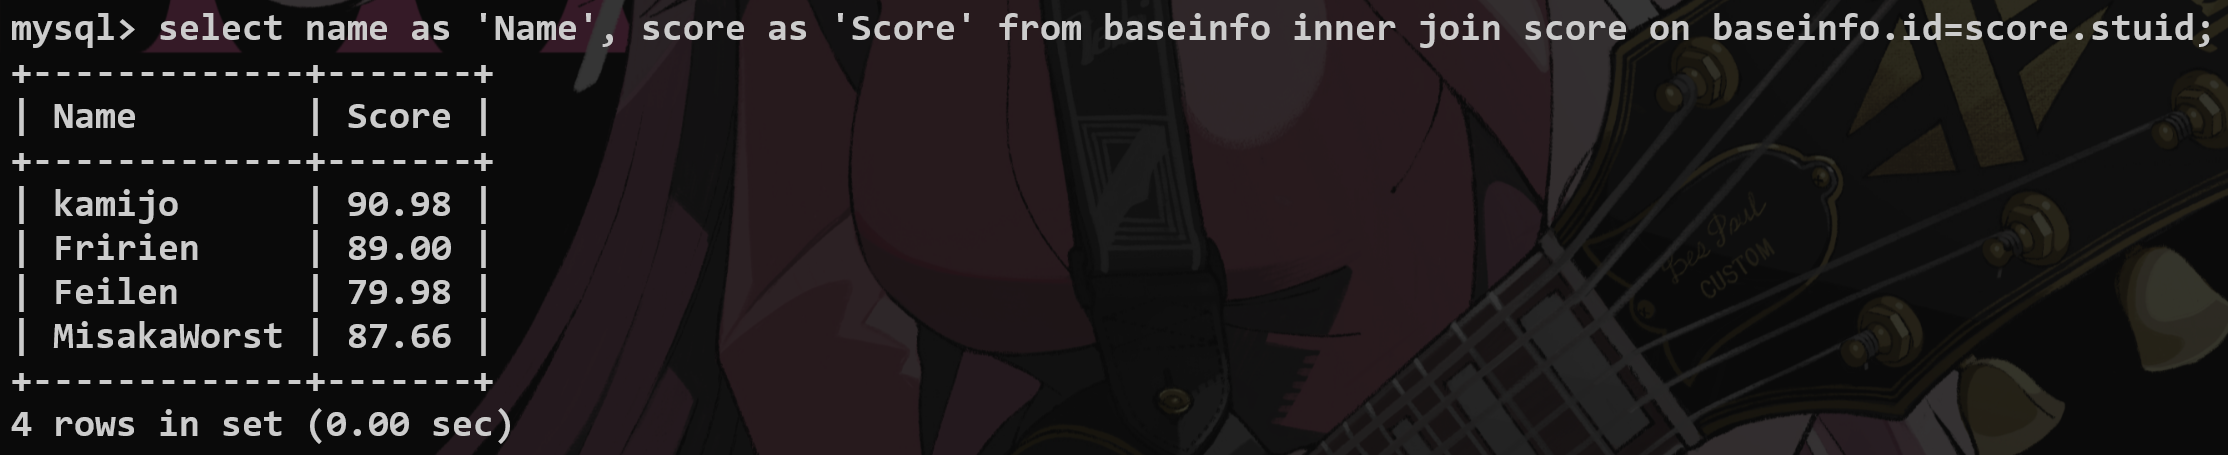 mysql> select name as 'Name', score as 'Score' from baseinfo inner join score on baseinfo.id=score.stuid;
+-------------+-------+
| Name        | Score |
+-------------+-------+
| kamijo      | 90.98 |
| Fririen     | 89.00 |
| Feilen      | 79.98 |
| MisakaWorst | 87.66 |
+-------------+-------+
4 rows in set (0.00 sec)
Les Paul
CUSTOM